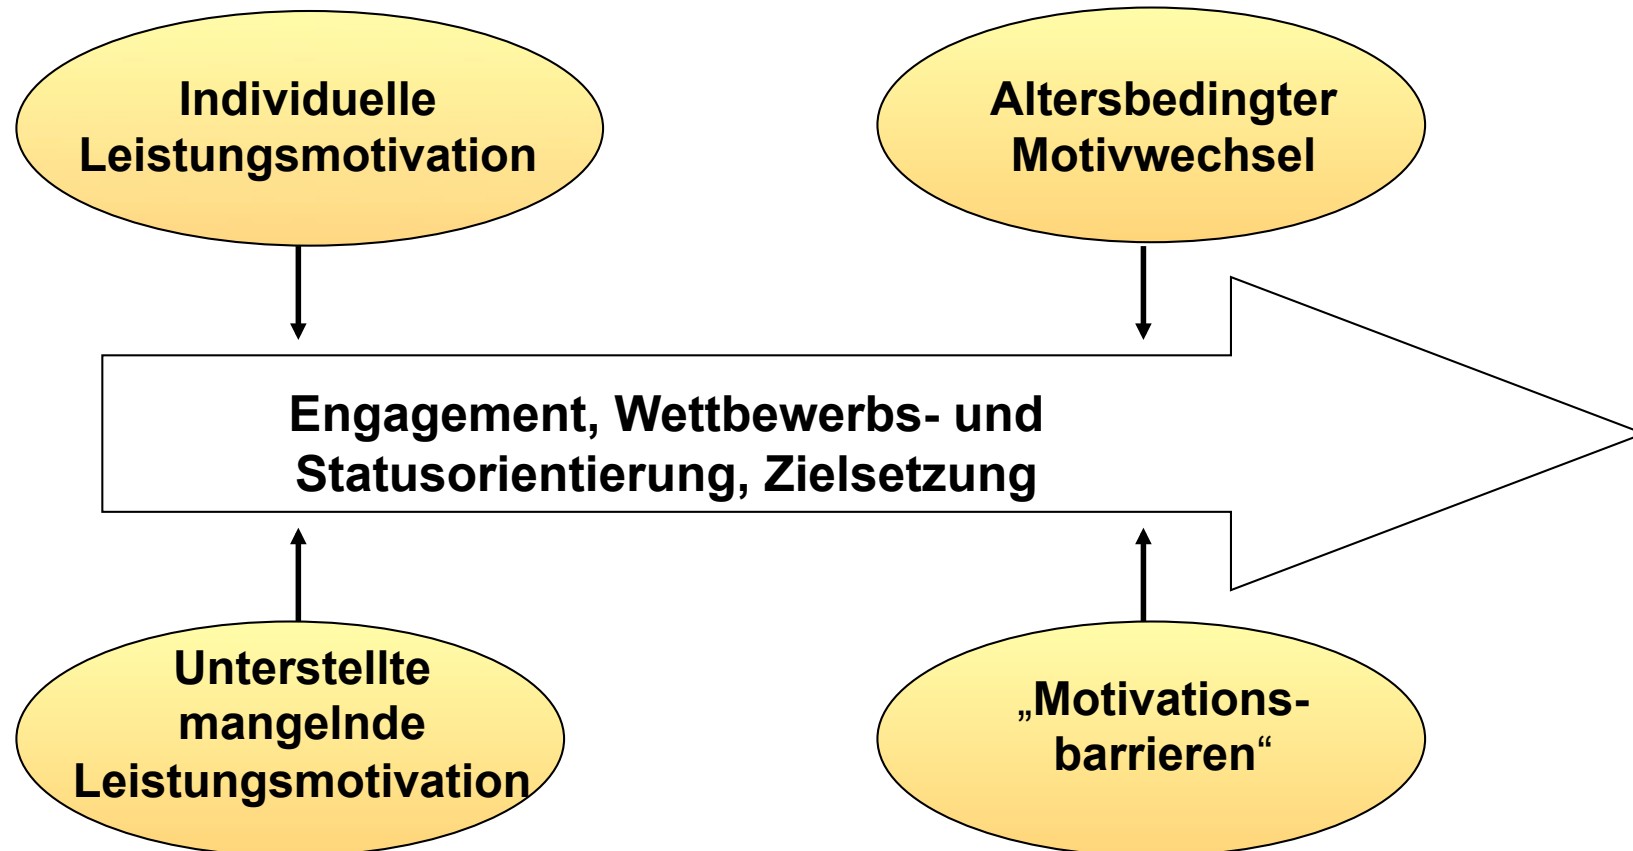 Individuelle
Leistungsmotivation
Altersbedingter
Motivwechsel
Engagement, Wettbewerbs- und
Statusorientierung, Zielsetzung
Unterstellte
mangelnde
Leistungsmotivation
„Motivations-
barrieren“